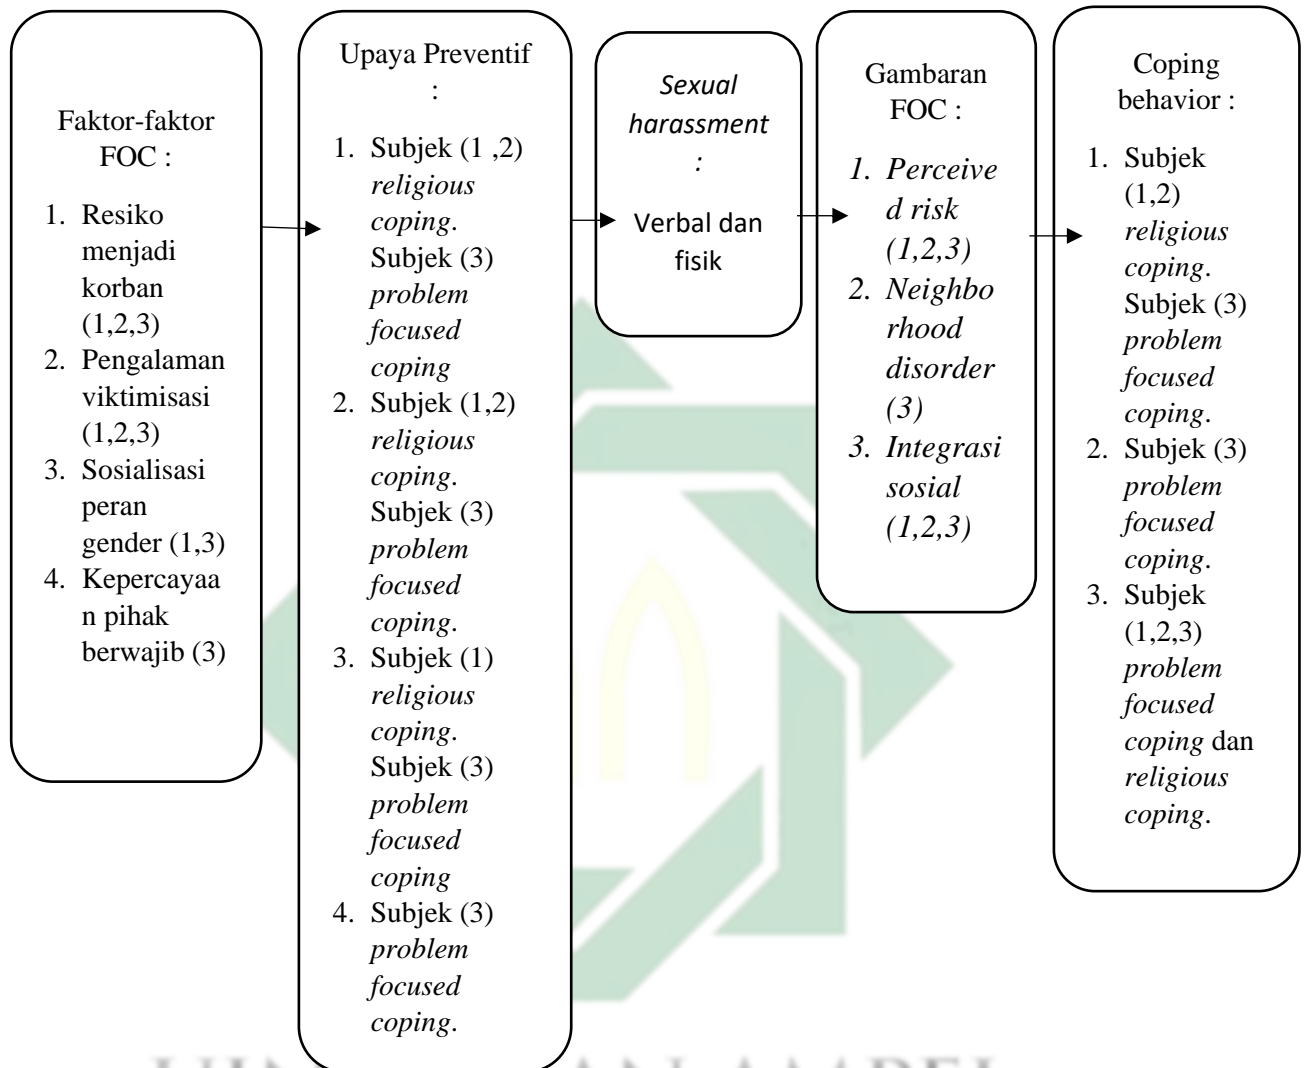 Faktor-faktor
FOC :
1. Resiko
menjadi
korban
(1,2,3)
2. Pengalaman
viktimisasi
(1,2,3)
3. Sosialisasi
peran
gender (1,3)
4. Kepercayaa
n pihak
berwajib (3)
Upaya Preventif
:
1. Subjek (1 ,2)
religious
coping.
Subjek (3)
problem
focused
coping
2. Subjek (1,2)
religious
coping.
Subjek (3)
problem
focused
coping.
3. Subjek (1)
religious
coping.
Subjek (3)
problem
focused
coping
4. Subjek (3)
problem
focused
coping.
Sexual
harassment
:
Verbal dan
fisik
Gambaran
FOC :
1. Perceive
d risk
(1,2,3)
2. Neighbo
rhood
disorder
(3)
3. Integrasi
sosial
(1,2,3)
Coping
behavior :
1. Subjek
(1,2)
religious
coping.
Subjek (3)
problem
focused
coping.
2. Subjek (3)
problem
focused
coping.
3. Subjek
(1,2,3)
problem
focused
coping dan
religious
coping.